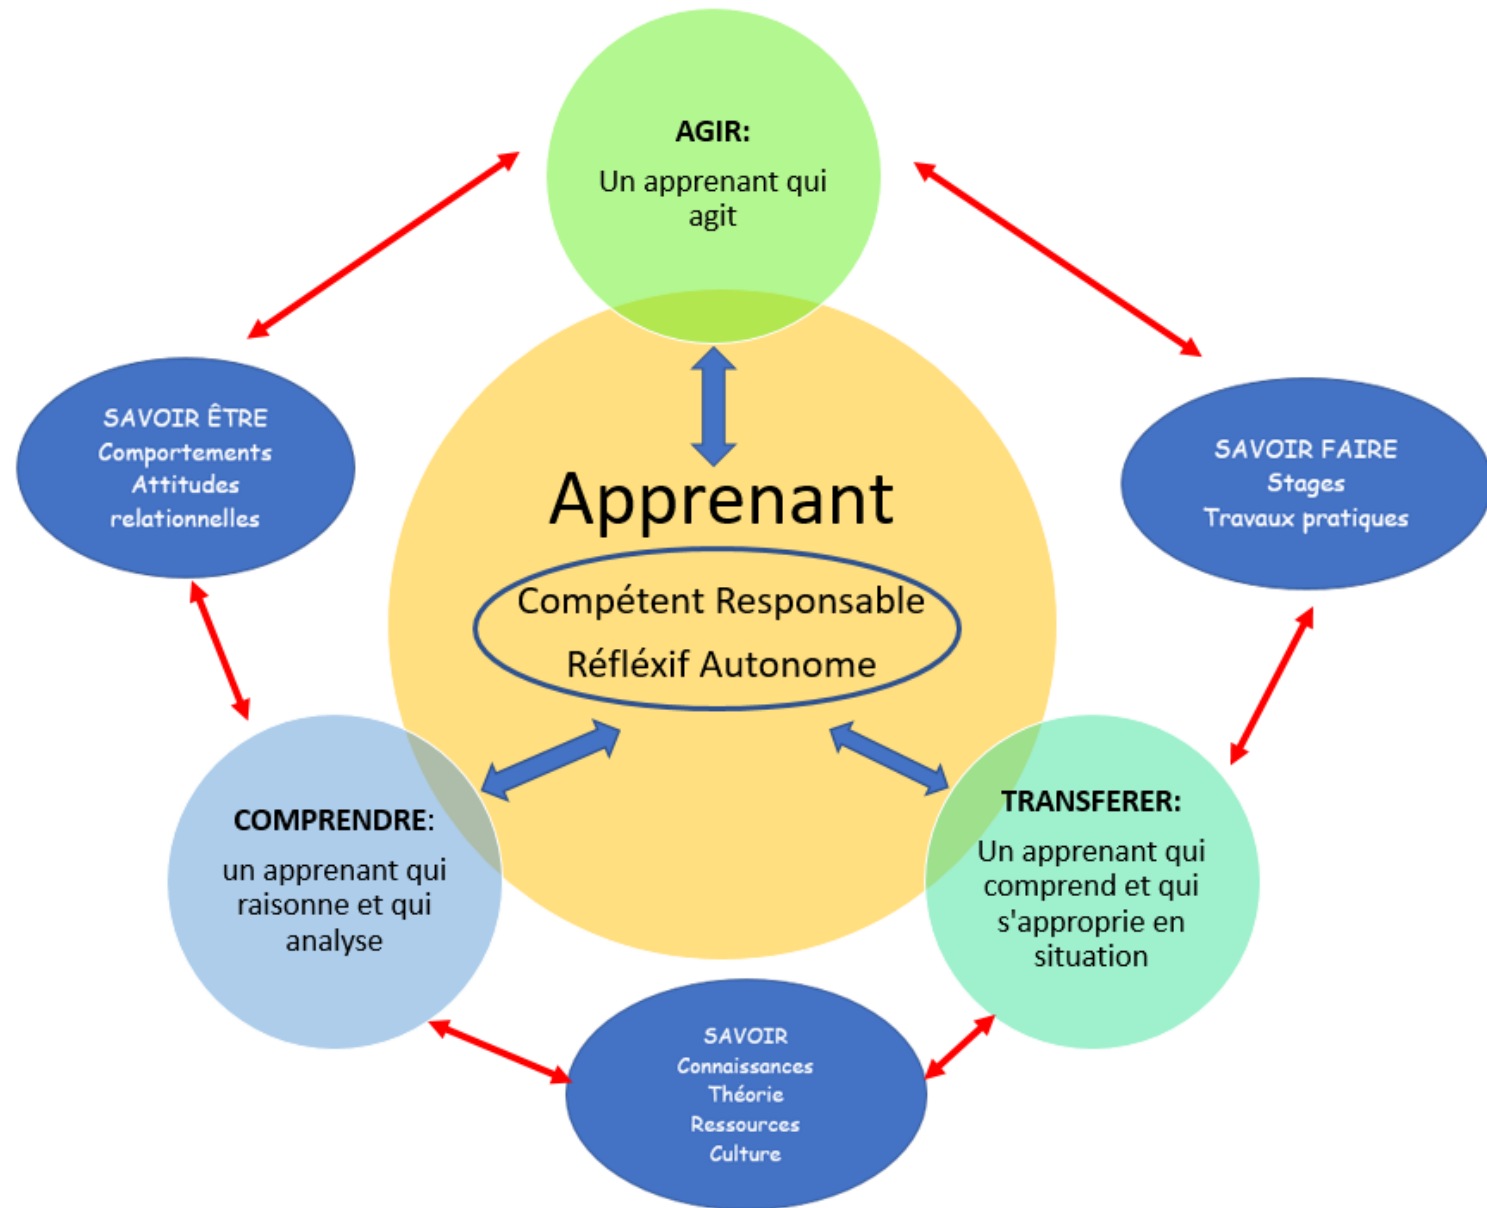 AGIR:
Un apprenant qui
agit
SAVOIR ÊTRE
Comportements
Attitudes
relationnelles
SAVOIR FAIRE
Stages
Travaux pratiques
Apprenant
Compétent Responsable
Réfléxif Autonome
COMPRENDRE:
un apprenant qui
raisonne et qui
analyse
TRANSFERER:
Un apprenant qui
comprend et qui
s'approprie en
situation
SAVOIR
Connaissances
Théorie
Ressources
Culture